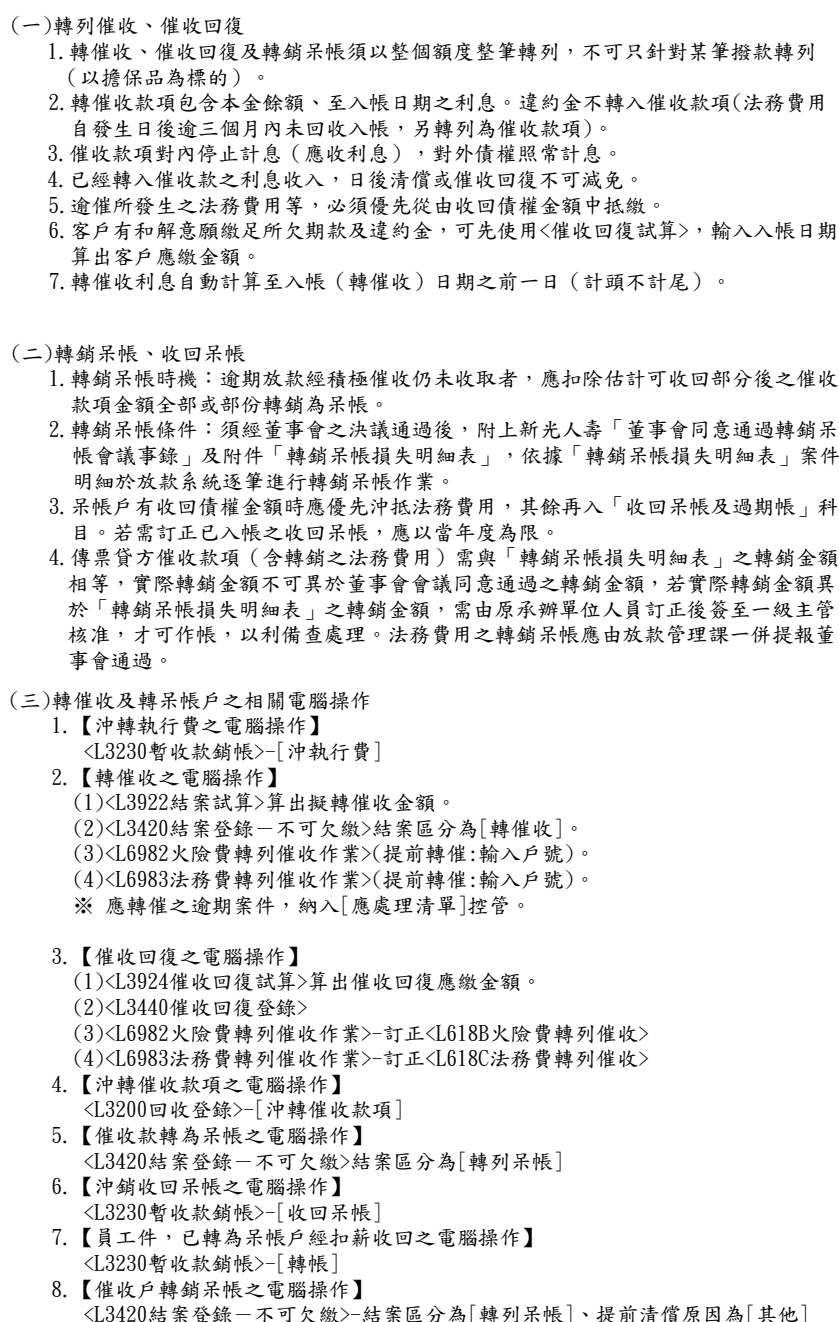 (一)轉列催收、催收回復
1.轉催收、催收回復及轉銷呆帳須以整個額度整筆轉列，不可只針對某筆撥款轉列
（以擔保品為標的）。
2.轉催收款項包含本金餘額、至入帳日期之利息。違約金不轉入催收款項(法務費用
自發生日後逾三個月內未回收入帳，另轉列為催收款項)。
3.催收款項對內停止計息（應收利息），對外債權照常計息。
4.已經轉入催收款之利息收入，日後清償或催收回復不可減免。
5.逾催所發生之法務費用等，必須優先從由收回債權金額中抵繳。
6.客戶有和解意願繳足所欠期款及違約金，可先使用<催收回復試算>，輸入入帳日期
算出客戶應繳金額。
7.轉催收利息自動計算至入帳（轉催收）日期之前一日（計頭不計尾）。
(二)轉銷呆帳、收回呆帳
1.轉銷呆帳時機：逾期放款經積極催收仍未收取者，應扣除估計可收回部分後之催收
款項金額全部或部份轉銷為呆帳。
2.轉銷呆帳條件：須經董事會之決議通過後，附上新光人壽「董事會同意通過轉銷呆
帳會議事錄」及附件「轉銷呆帳損失明細表」，依據「轉銷呆帳損失明細表」案件
明細於放款系統逐筆進行轉銷呆帳作業。
3.呆帳戶有收回債權金額時應優先沖抵法務費用，其餘再入「收回呆帳及過期帳」科
目。若需訂正已入帳之收回呆帳，應以當年度為限。
4.傳票貸方催收款項（含轉銷之法務費用）需與「轉銷呆帳損失明細表」之轉銷金額
相等，實際轉銷金額不可異於董事會會議同意通過之轉銷金額，若實際轉銷金額異
於「轉銷呆帳損失明細表」之轉銷金額，需由原承辦單位人員訂正後簽至一級主管
核准，才可作帳，以利備查處理。法務費用之轉銷呆帳應由放款管理課一併提報董
事會通過。
(三)轉催收及轉呆帳戶之相關電腦操作
1.【沖轉執行費之電腦操作】
<L3230暫收款銷帳>-[沖執行費]
2.【轉催收之電腦操作】
(1)<L3922結案試算>算出擬轉催收金額。
(2)<L3420結案登錄－不可欠繳>結案區分為[轉催收]。
(3)<L6982火險費轉列催收作業>(提前轉催:輸入戶號)。
(4)<L6983法務費轉列催收作業>(提前轉催:輸入戶號)。
※ 應轉催之逾期案件，納入[應處理清單]控管。
3.【催收回復之電腦操作】
(1)<L3924催收回復試算>算出催收回復應繳金額。
(2)<L3440催收回復登錄>
(3)<L6982火險費轉列催收作業>-訂正<L618B火險費轉列催收>
(4)<L6983法務費轉列催收作業>-訂正<L618C法務費轉列催收>
4.【沖轉催收款項之電腦操作】
<L3200回收登錄>-[沖轉催收款項]
5.【催收款轉為呆帳之電腦操作】
<L3420結案登錄－不可欠繳>結案區分為[轉列呆帳]
6.【沖銷收回呆帳之電腦操作】
<L3230暫收款銷帳>-[收回呆帳]
7.【員工件，已轉為呆帳戶經扣薪收回之電腦操作】
<L3230暫收款銷帳>-[轉帳]
8.【催收戶轉銷呆帳之電腦操作】
<L3420結案登錄－不可欠繳>-結案區分為[轉列呆帳]、提前清償原因為[其他]